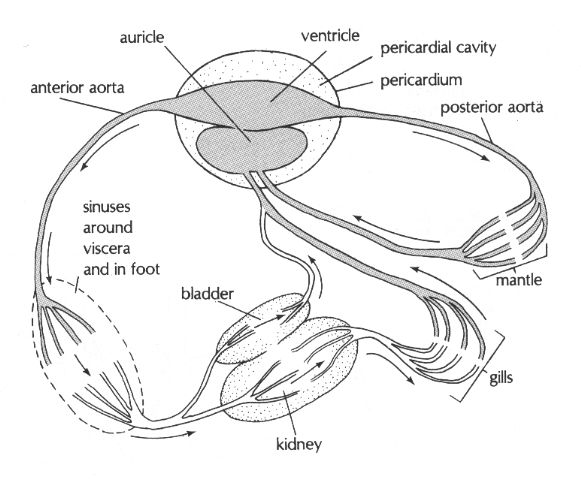 auricle
ventricle
pericardial cavity
pericardium
anterior aorta
posterior aorta
sinuses
around
viscera
and in foot
mantle
bladder
gills
kidney